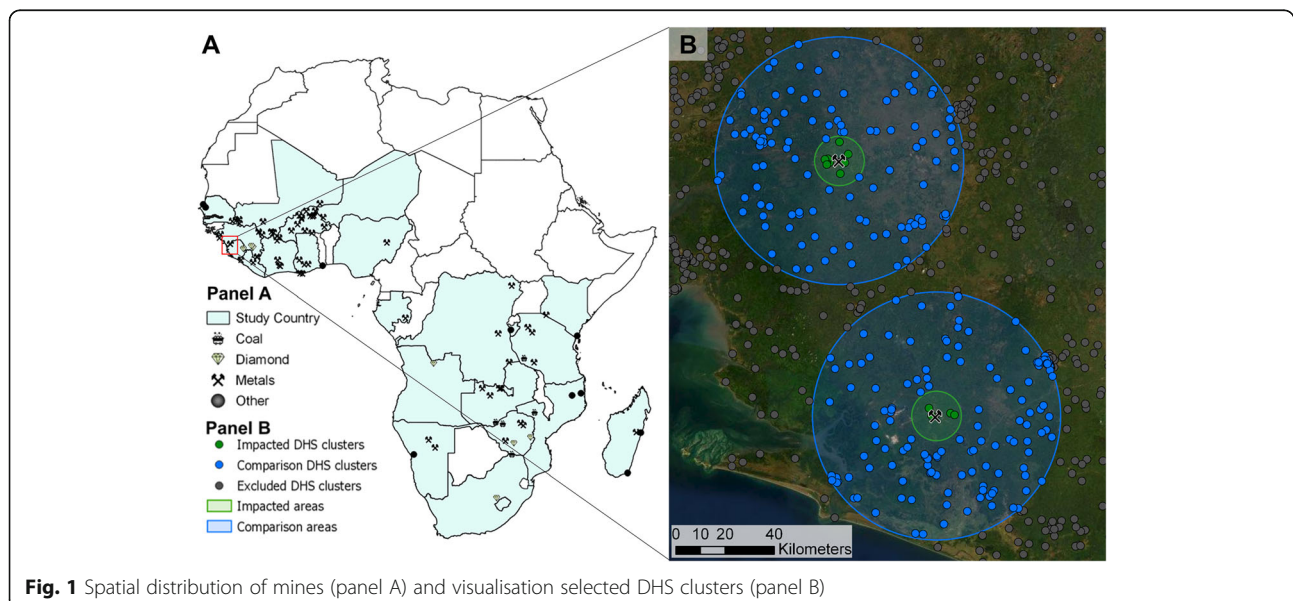 A
B
Panel A
Study Country
Coal
Diamond
Metals
Other
Panel B
Impacted DHS clusters
Comparison DHS clusters
Excluded DHS clusters
Impacted areas
Comparison areas
0 10 20 40
Kilometers
Fig. 1 Spatial distribution of mines (panel A) and visualisation selected DHS clusters (panel B)